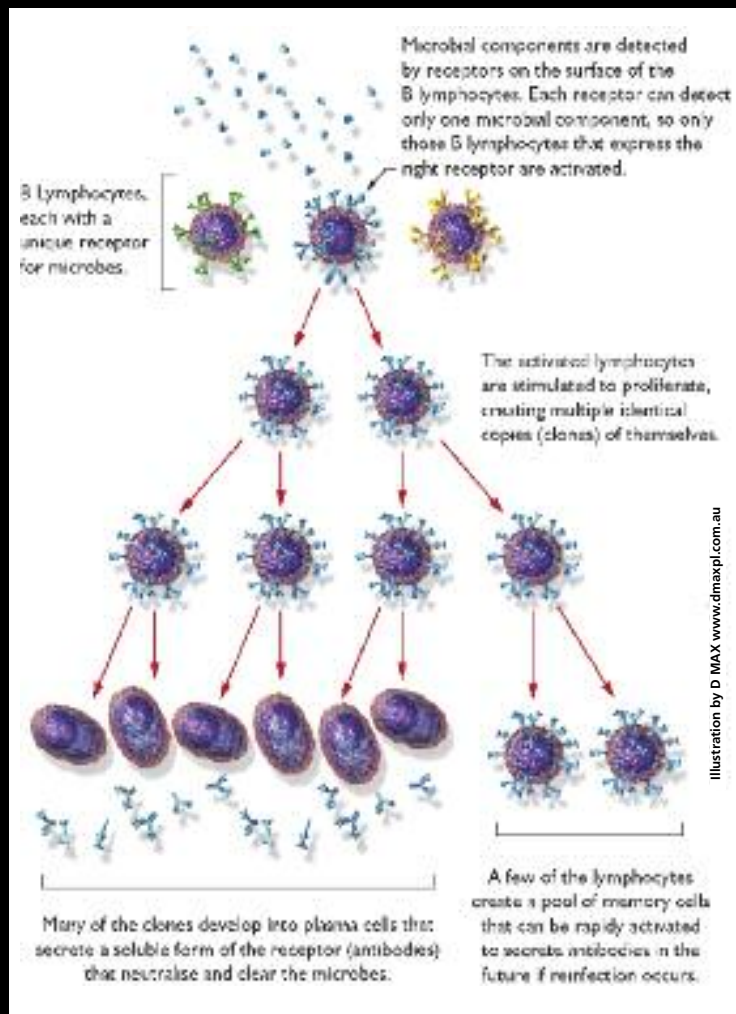 Microbial components are detected
by receptors on the surface of the
B lymphocytes. Each receptor can detect
only one microbial component, so only
those B lymphocytes that express the
right receptor are activated.
B Lymphocytes,
each with a
unique receptor
for microbes.
The activated lymphocytes
are stimulated to proliferate,
creating multiple identical
copies (clones) of themselves.
Illustration by D MAX www.dmaxpl.com.au
Many of the clones develop into plasma cells that
secrete a soluble form of the receptor (antibodies)
that neutralise and clear the microbes.
A few of the lymphocytes
create a pool of memory cells
that can be rapidly activated
to secrete antibodies in the
future if reinfection occurs.